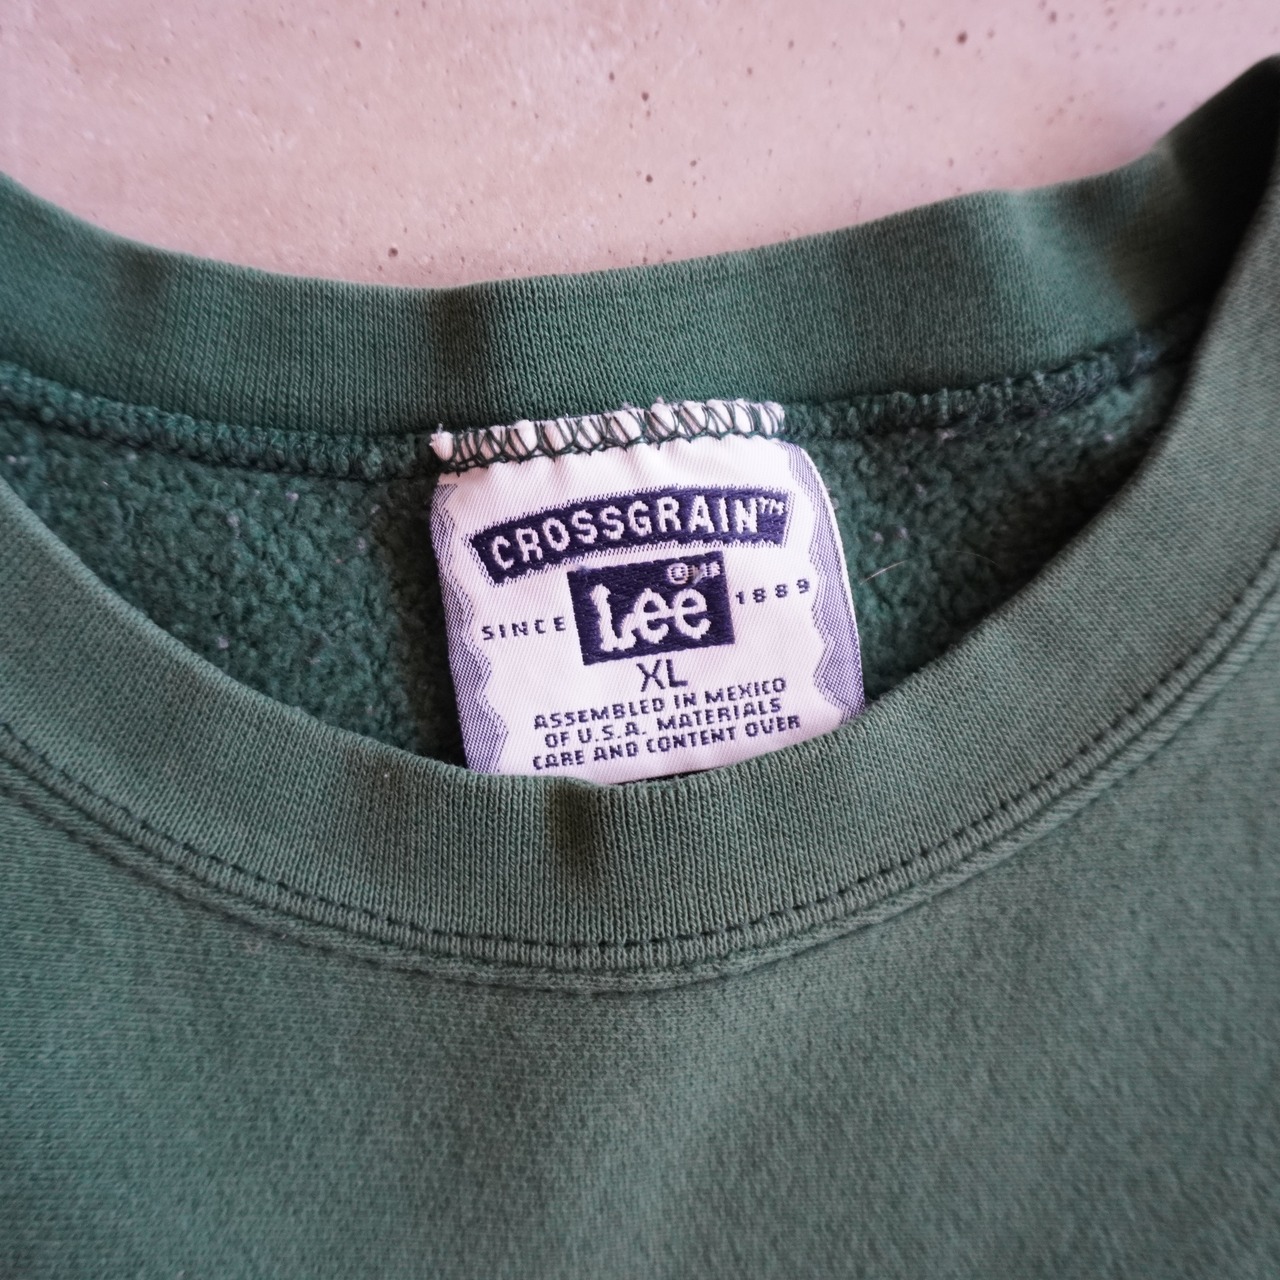 CROSSGRAIN™
SINCE Lee 1889
XL
ASSEMBLED IN MEXICO
OF U.S.A. MATERIALS
CARE AND CONTENT OVER